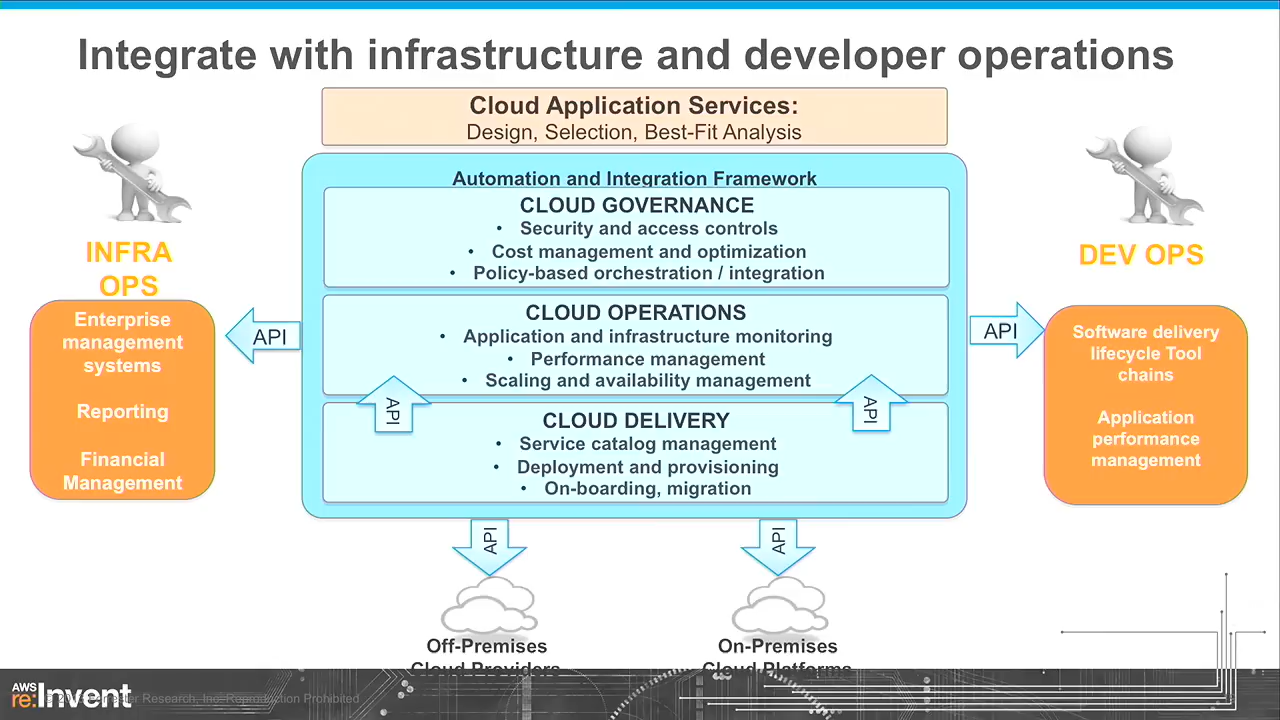 Integrate with infrastructure and developer operations
Cloud Application Services:
Design, Selection, Best-Fit Analysis
Automation and Integration Framework
CLOUD GOVERNANCE
• Security and access controls
• Cost management and optimization
• Policy-based orchestration / integration
CLOUD OPERATIONS
• Application and infrastructure monitoring
• Performance management
• Scaling and availability management
API
API
CLOUD DELIVERY
• Service catalog management
• Deployment and provisioning
• On-boarding, migration
INFRA
OPS
Enterprise
management
systems
Reporting
Financial
Management
API
API
DEV OPS
Software delivery
lifecycle Tool
chains
Application
performance
management
API
API
Off-Premises
Cloud Providers
On-Premises
Cloud Platforms
AWS
re:Invent
Research, Inc. Reproduction Prohibited